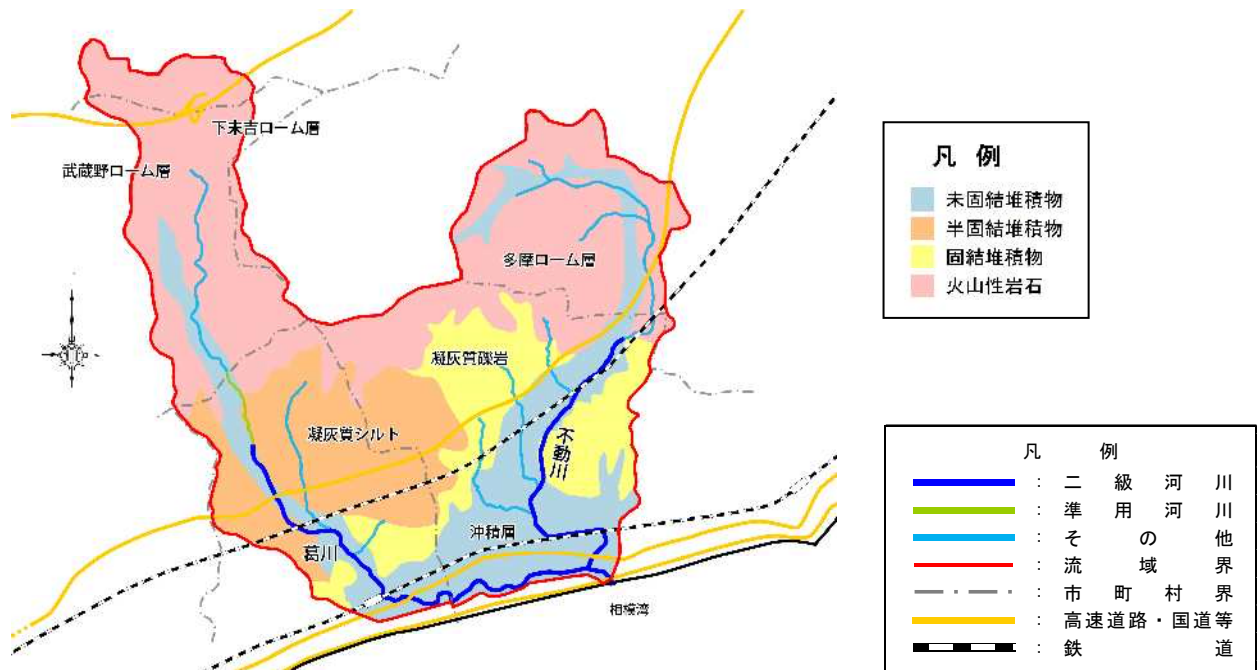 下末吉ローム層
武蔵野ローム層
多摩ローム層
凝灰質礫岩
凝灰質シルト
不動川
沖積層
葛川
相模湾
凡 例
未固結堆積物
半固結堆積物
固結堆積物
火山性岩石
凡 例
： 二級河川
： 準用河川
： その他
： 流域界
： 市町村界
： 高速道路・国道等
： 鉄道